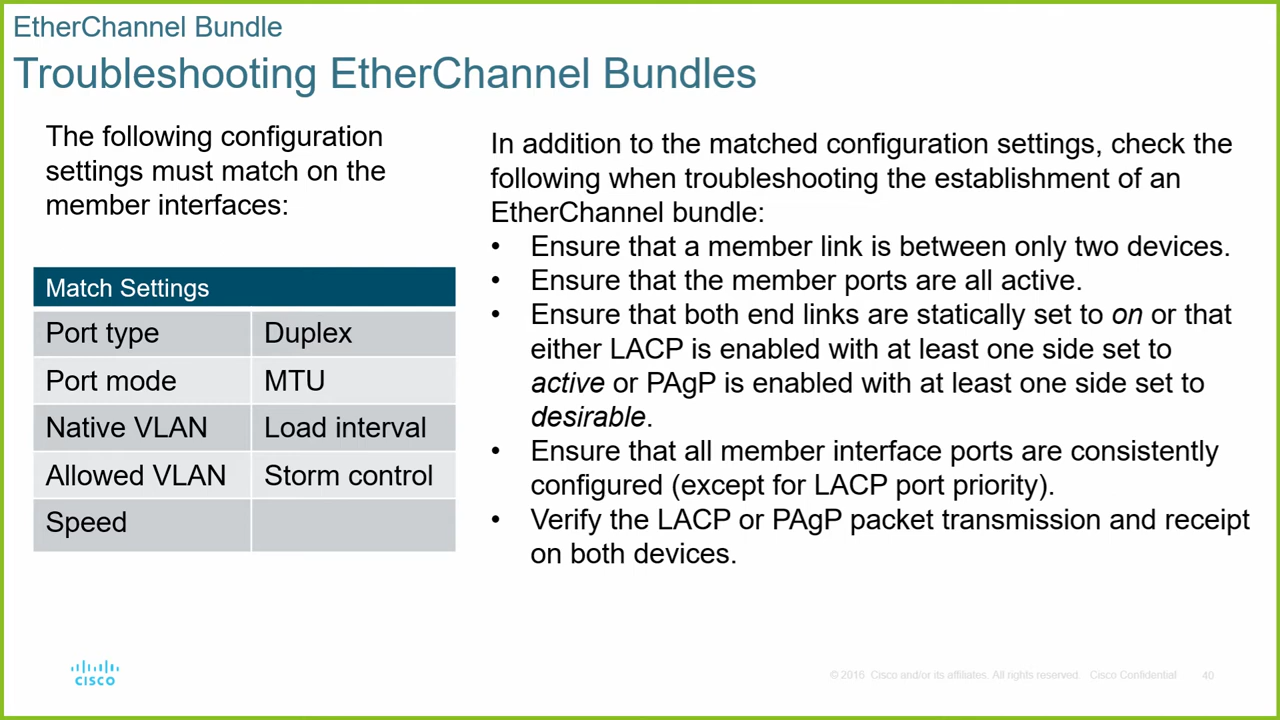 EtherChannel Bundle
Troubleshooting EtherChannel Bundles
The following configuration
settings must match on the
member interfaces:
Match Settings
Port type Duplex
Port mode MTU
Native VLAN Load interval
Allowed VLAN Storm control
Speed
In addition to the matched configuration settings, check the
following when troubleshooting the establishment of an
EtherChannel bundle:
• Ensure that a member link is between only two devices.
• Ensure that the member ports are all active.
• Ensure that both end links are statically set to on or that
either LACP is enabled with at least one side set to
active or PAgP is enabled with at least one side set to
desirable.
• Ensure that all member interface ports are consistently
configured (except for LACP port priority).
• Verify the LACP or PAgP packet transmission and receipt
on both devices.
CISCO
© 2016 Cisco and/or its affiliates. All rights reserved. Cisco Confidential 40